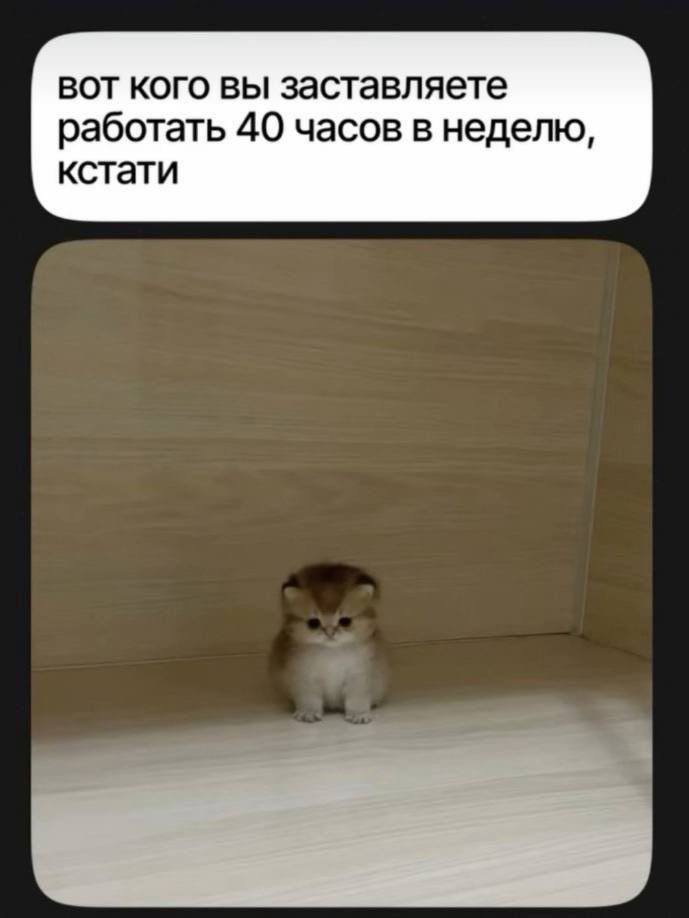 вот кого вы заставляете
работать 40 часов в неделю,
кстати